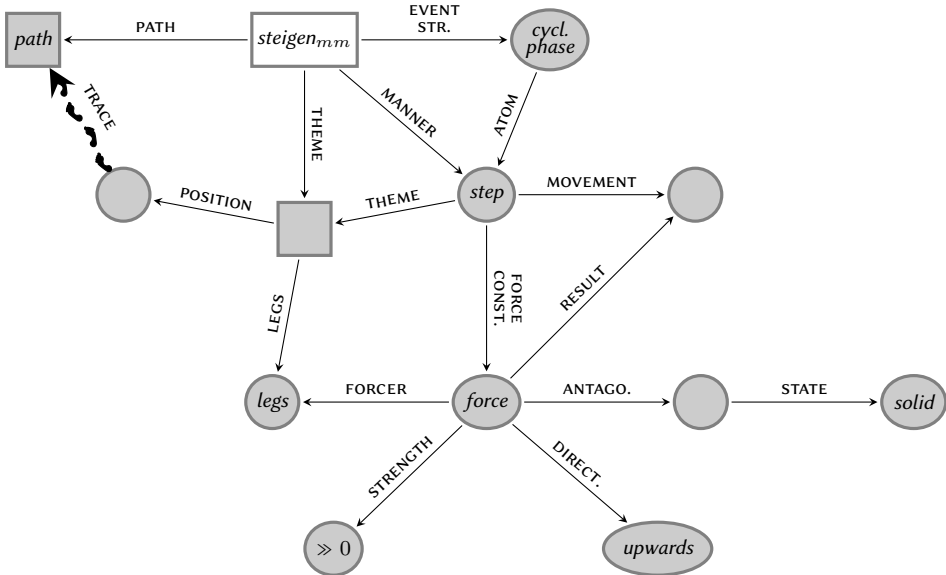 path
PATH
steigen_mm
EVENT
STR.
cycl.
phase
TRACE
THEME
MANNER
ATOM
POSITION
THEME
step
MOVEMENT
LEGS
FORCE
CONST.
RESULT
legs
FORCER
force
ANTAGO.
STATE
solid
STRENGTH
DIRECT.
≫ 0
upwards